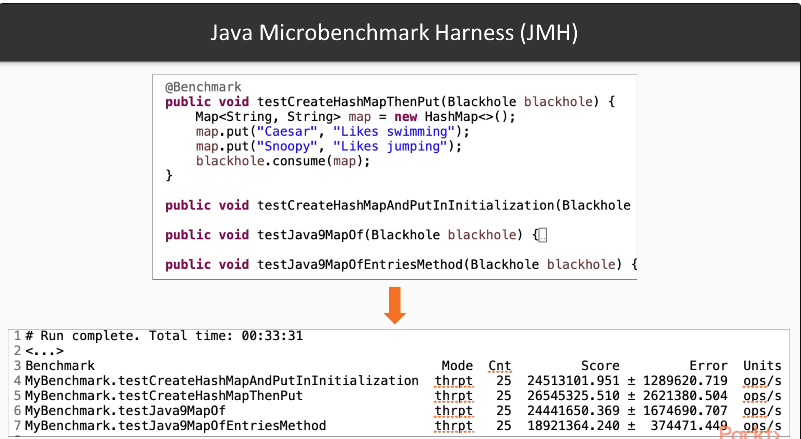 Java Microbenchmark Harness (JMH)
@Benchmark
public void testCreateHashMapThenPut(Blackhole blackhole) {
Map<String, String> map = new HashMap<>();
map.put("Caesar", "Likes swimming");
map.put("Snoopy", "Likes jumping");
blackhole.consume(map);
}
public void testCreateHashMapAndPutInInitialization(Blackhole
public void testJava9MapOf(Blackhole blackhole) {
public void testJava9MapOfEntriesMethod(Blackhole blackhole) {
1 # Run complete. Total time: 00:33:31
2 <...>
3 Benchmark Mode Cnt Score Error Units
4 MyBenchmark.testCreateHashMapAndPutInInitialization thrpt 25 24513101.951 ± 1289620.719 ops/s
5 MyBenchmark.testCreateHashMapThenPut thrpt 25 26545325.510 ± 2621380.504 ops/s
6 MyBenchmark.testJava9MapOf thrpt 25 24441650.369 ± 1674690.707 ops/s
7 MyBenchmark.testJava9MapOfEntriesMethod thrpt 25 18921364.240 ± 374471.449 ops/s
Packt>